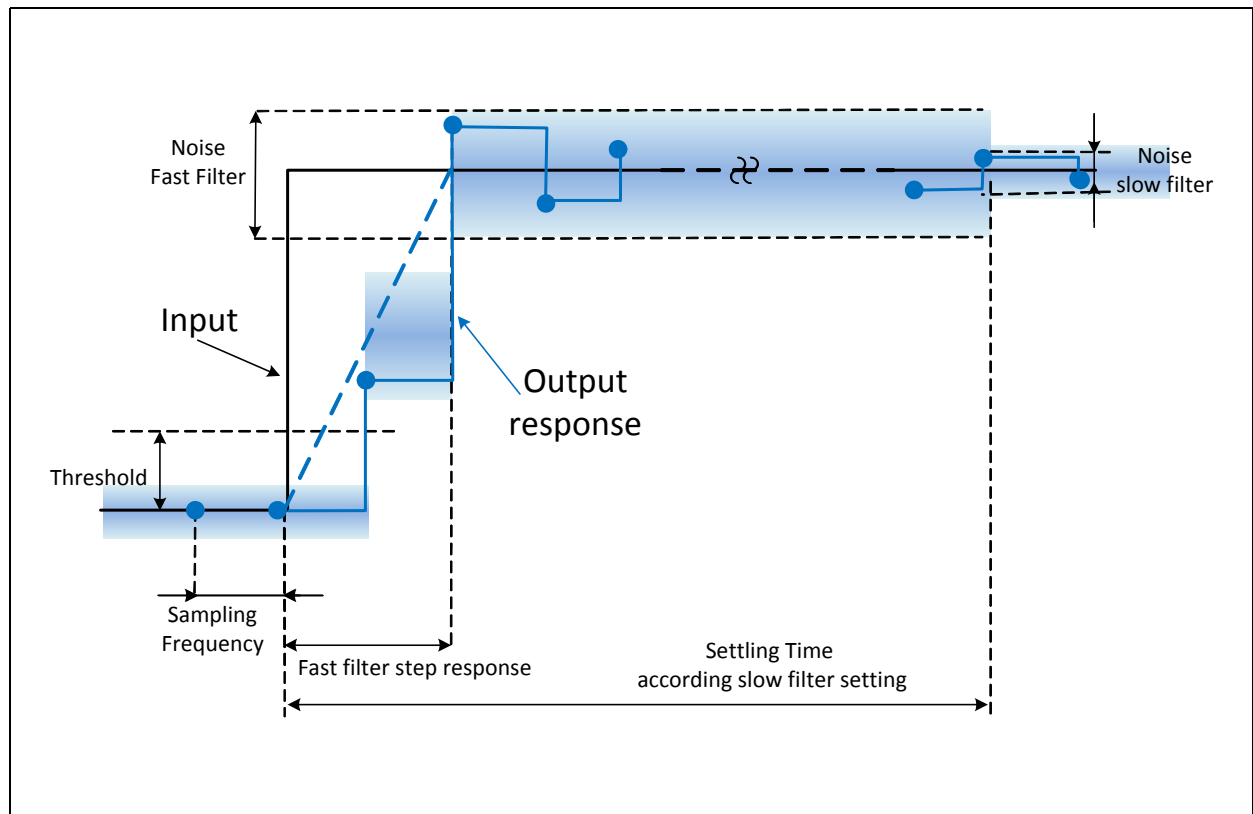 Noise
Fast Filter
Noise
slow filter
Input
Output
response
Threshold
Sampling
Frequency
Fast filter step response
Settling Time
according slow filter setting